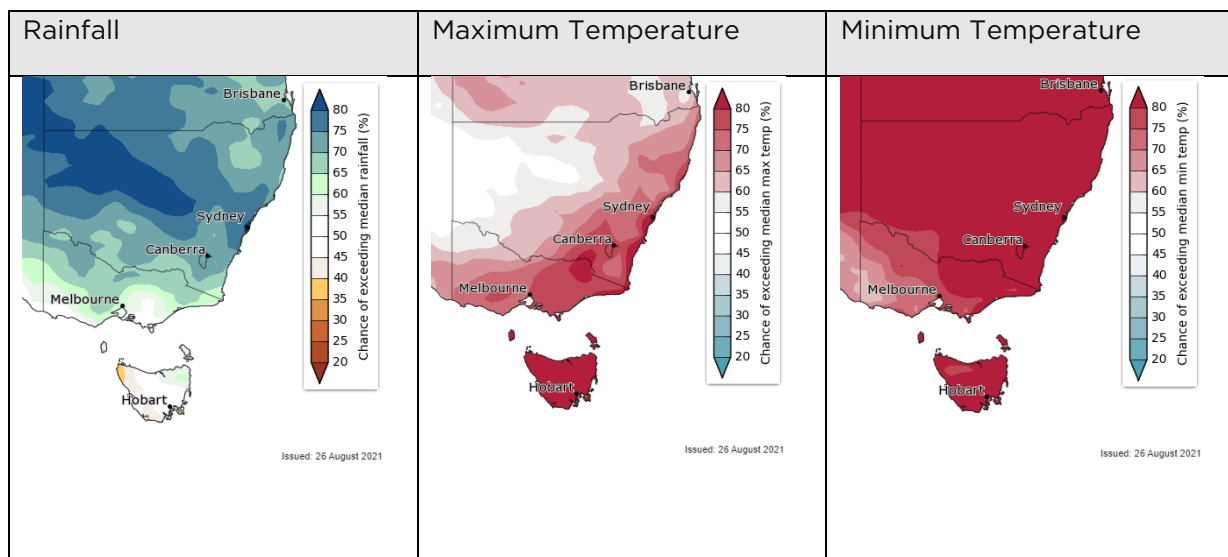 Rainfall
Maximum Temperature
Minimum Temperature
Brisbane
Sydney
Canberra
Melbourne
Hobart
80
75
70
65
60
55
50
45
40
35
30
25
20
Chance of exceeding median rainfall (%)
Issued: 26 August 2021
Brisbane
Sydney
Canberra
Melbourne
Hobart
80
75
70
65
60
55
50
45
40
35
30
25
20
Chance of exceeding median max temp (%)
Issued: 26 August 2021
Brisbane
Sydney
Canberra
Melbourne
Hobart
80
75
70
65
60
55
50
45
40
35
30
25
20
Chance of exceeding median min temp (%)
Issued: 26 August 2021